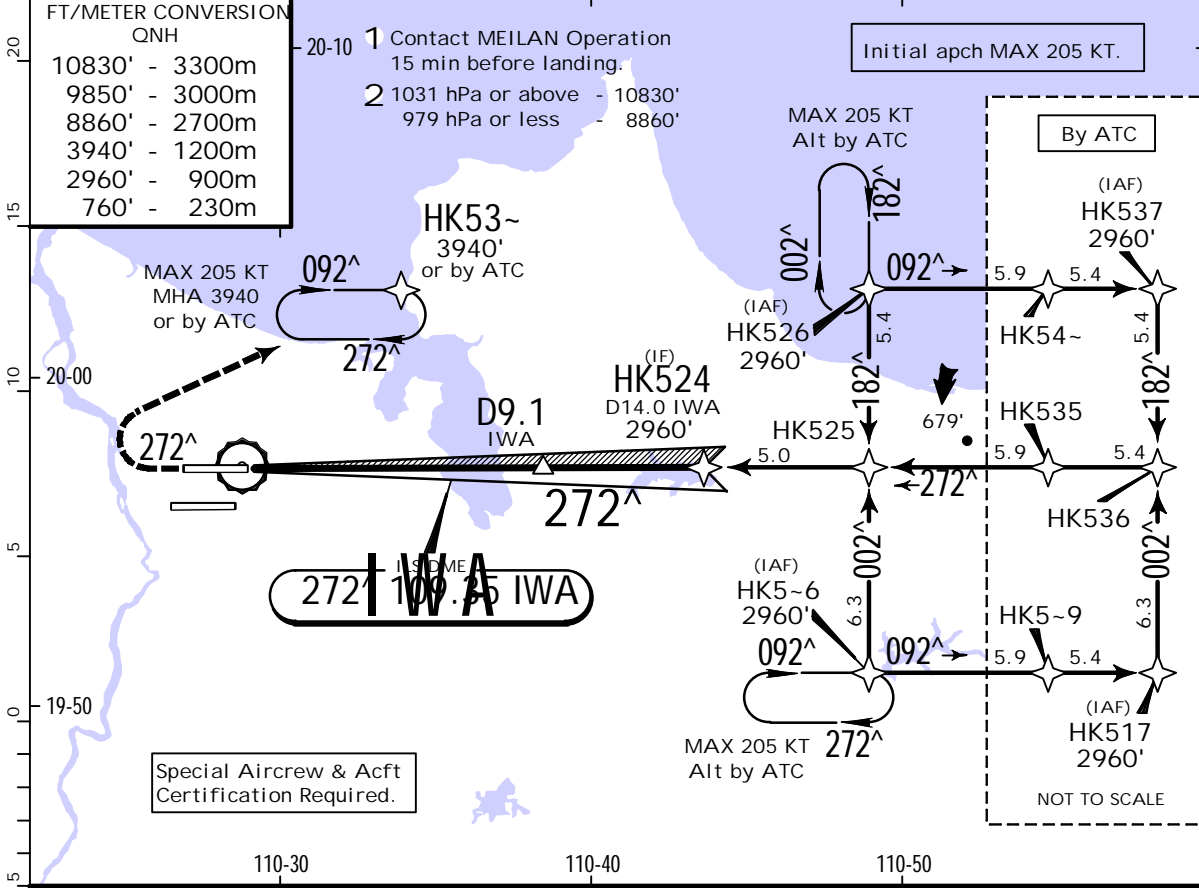 FT/METER CONVERSION
QNH
10830' - 3300m
9850' - 3000m
8860' - 2700m
3940' - 1200m
2960' - 900m
760' - 230m
20-10
1 Contact MEILAN Operation
15 min before landing.
2 1031 hPa or above - 10830'
979 hPa or less - 8860'
Initial apch MAX 205 KT.
By ATC
MAX 205 KT
Alt by ATC
182^
002^
(IAF)
HK537
2960'
HK53~
3940'
or by ATC
MAX 205 KT
MHA 3940
or by ATC
092^
272^
092^
5.9
5.4
(IAF)
HK526
2960'
5.4
182^
HK54~
5.4
182^
20-00
(IF)
HK524
D14.0 IWA
2960'
D9.1
IWA
679'
HK535
HK525
272^
5.0
272^
5.9
5.4
HK536
272^
002^
002^
ILS DME
272^ 109.35 IWA
I W A
(IAF)
HK5~6
2960'
6.3
6.3
HK5~9
092^
092^
5.9
5.4
272^
MAX 205 KT
Alt by ATC
(IAF)
HK517
2960'
19-50
Special Aircrew & Acft
Certification Required.
NOT TO SCALE
110-30
110-40
110-50
20
15
10
5
0
5